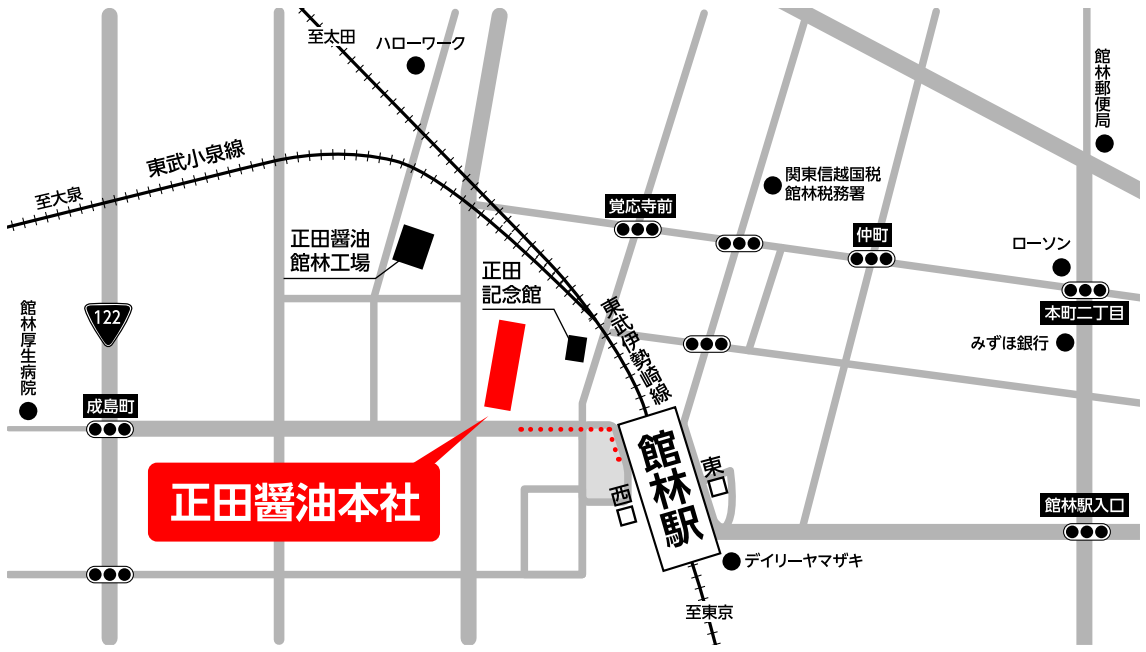 至太田
ハローワーク
館林郵便局
東武小泉線
至大泉
関東信越国税
館林税務署
覚応寺前
仲町
ローソン
正田醤油
館林工場
正田
記念館
本町二丁目
みずほ銀行
館林厚生病院
122
東武伊勢崎線
成島町
正田醤油本社
館林駅
西口
東口
館林駅入口
デイリーヤマザキ
至東京